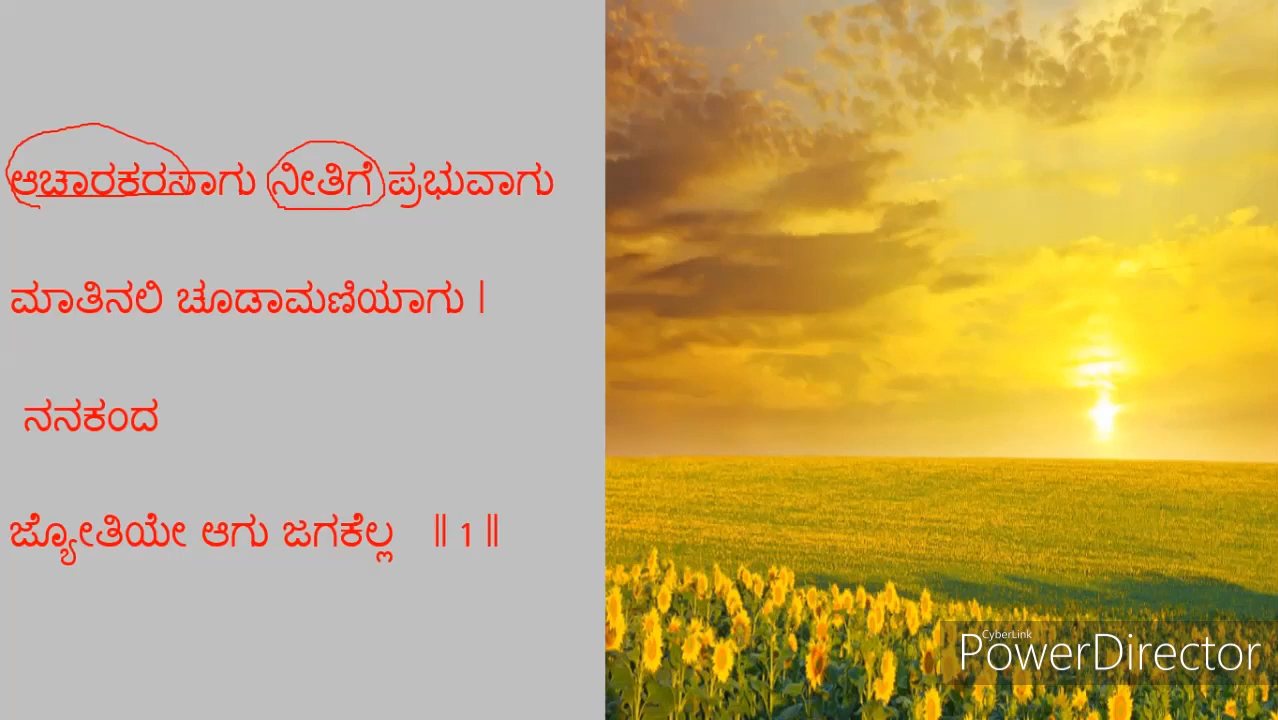 ಆಚಾರಕರಸಾಗು ನೀತಿಗೆ ಪ್ರಭುವಾಗು
ಮಾತಿನಲಿ ಚೂಡಾಮಣಿಯಾಗು |
ನನಕಂದ
ಜ್ಯೋತಿಯೇ ಆಗು ಜಗಕೆಲ್ಲ || 1 ||
CyberLink
PowerDirector